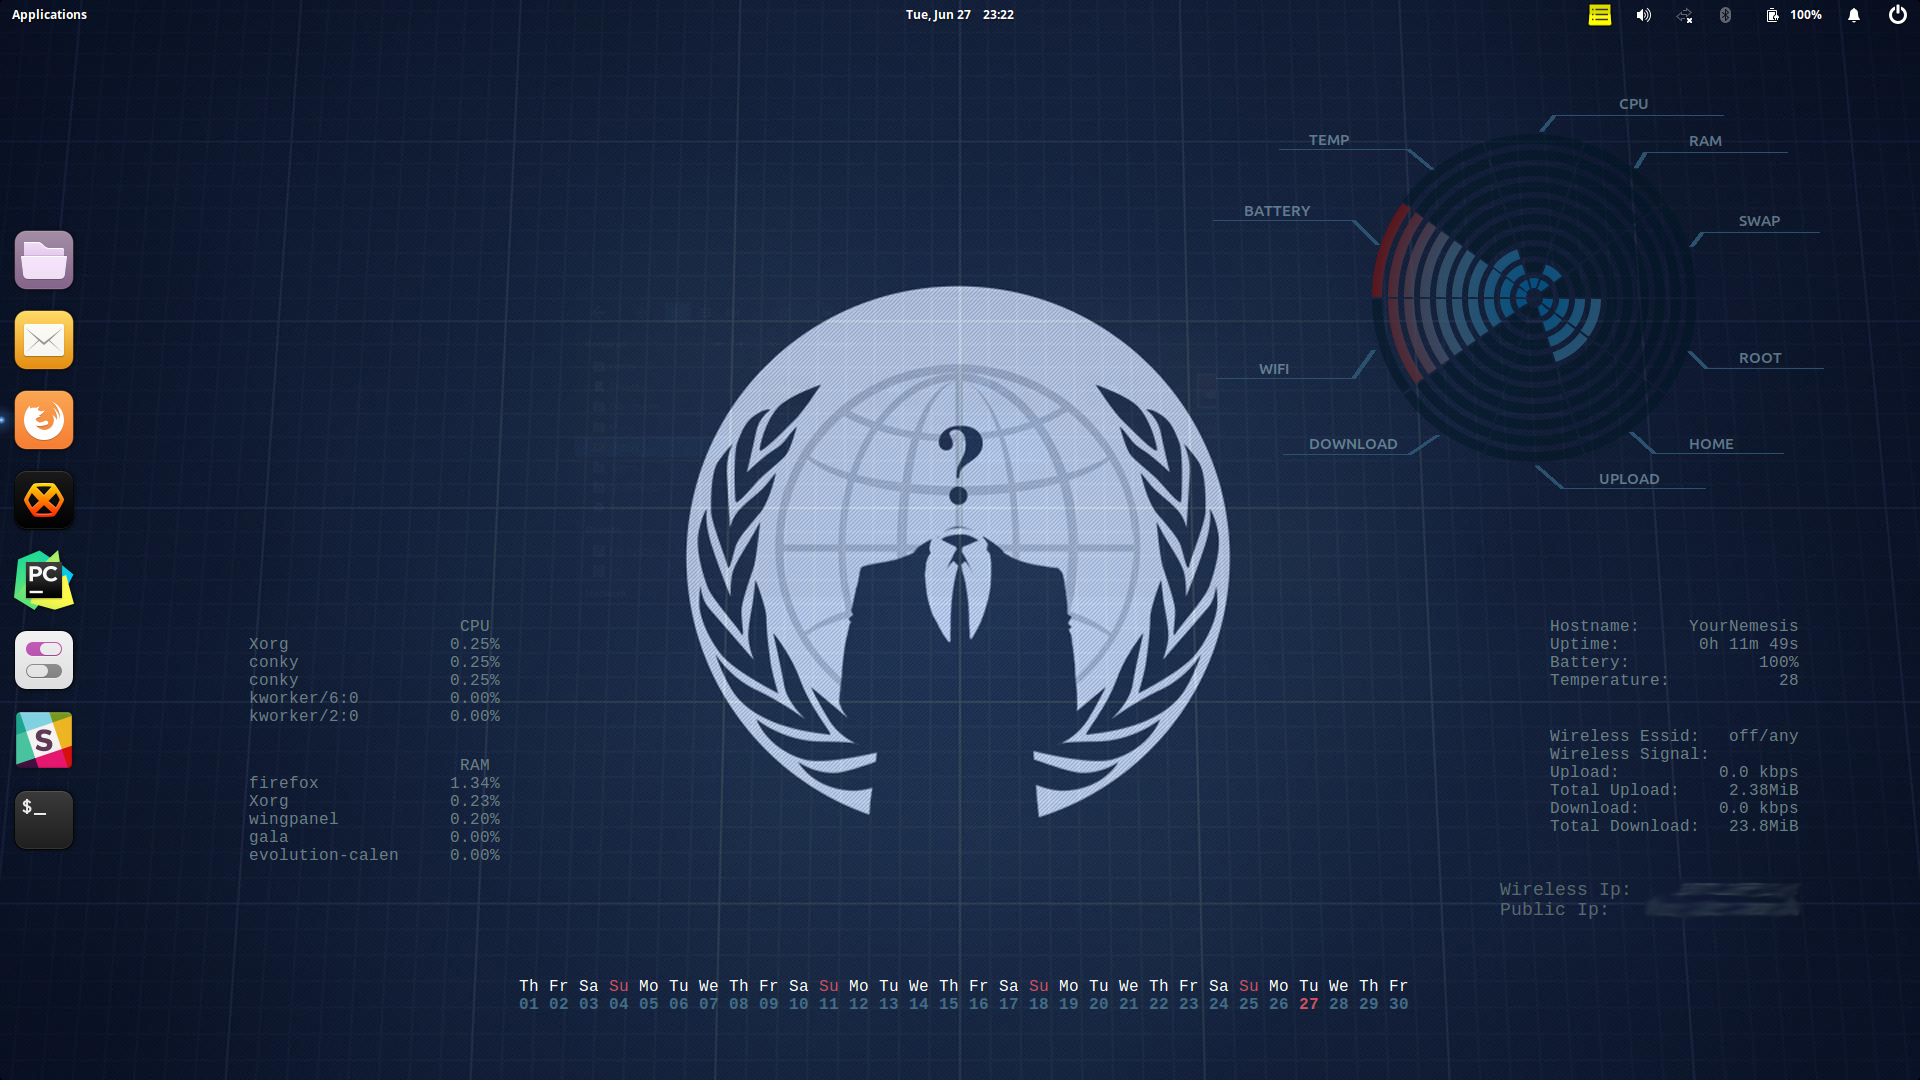 Applications
Tue, Jun 27 23:22
100%
CPU
TEMP
RAM
BATTERY
SWAP
WIFI
ROOT
DOWNLOAD
HOME
UPLOAD
?
PC
S
$_
CPU
Xorg 0.25%
conky 0.25%
conky 0.25%
kworker/6:0 0.00%
kworker/2:0 0.00%
RAM
firefox 1.34%
Xorg 0.23%
wingpanel 0.20%
gala 0.00%
evolution-calen 0.00%
Hostname: YourNemesis
Uptime: 0h 11m 49s
Battery: 100%
Temperature: 28
Wireless Essid: off/any
Wireless Signal:
Upload: 0.0 kbps
Total Upload: 2.38MiB
Download: 0.0 kbps
Total Download: 23.8MiB
Wireless Ip:
Public Ip:
Th Fr Sa Su Mo Tu We Th Fr Sa Su Mo Tu We Th Fr Sa Su Mo Tu We Th Fr Sa Su Mo Tu We Th Fr
01 02 03 04 05 06 07 08 09 10 11 12 13 14 15 16 17 18 19 20 21 22 23 24 25 26 27 28 29 30